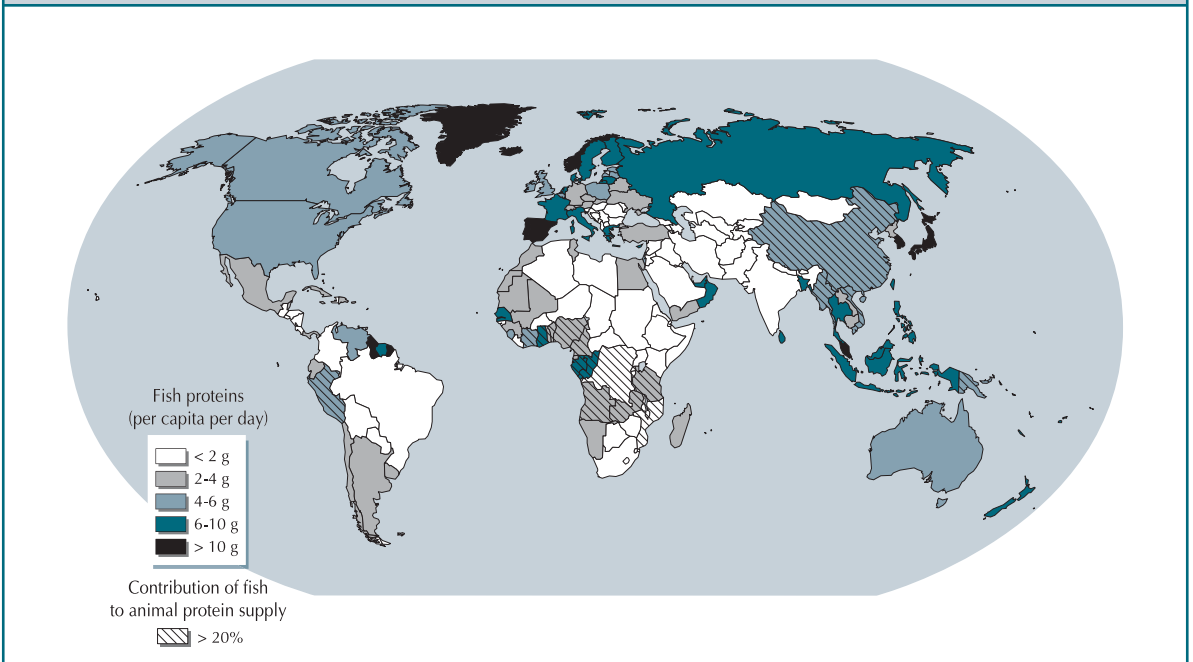 Fish proteins
(per capita per day)
< 2 g
2-4 g
4-6 g
6-10 g
> 10 g
Contribution of fish
to animal protein supply
> 20%